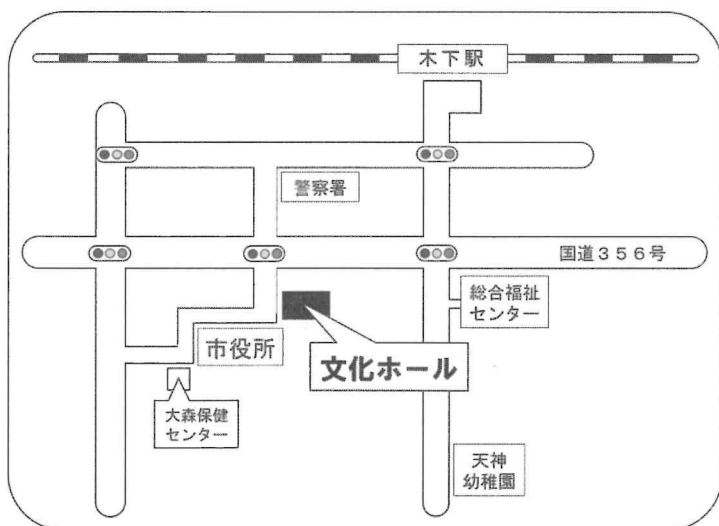 木下駅
警察署
国道356号
総合福祉
センター
市役所
文化ホール
大森保健
センター
天神
幼稚園